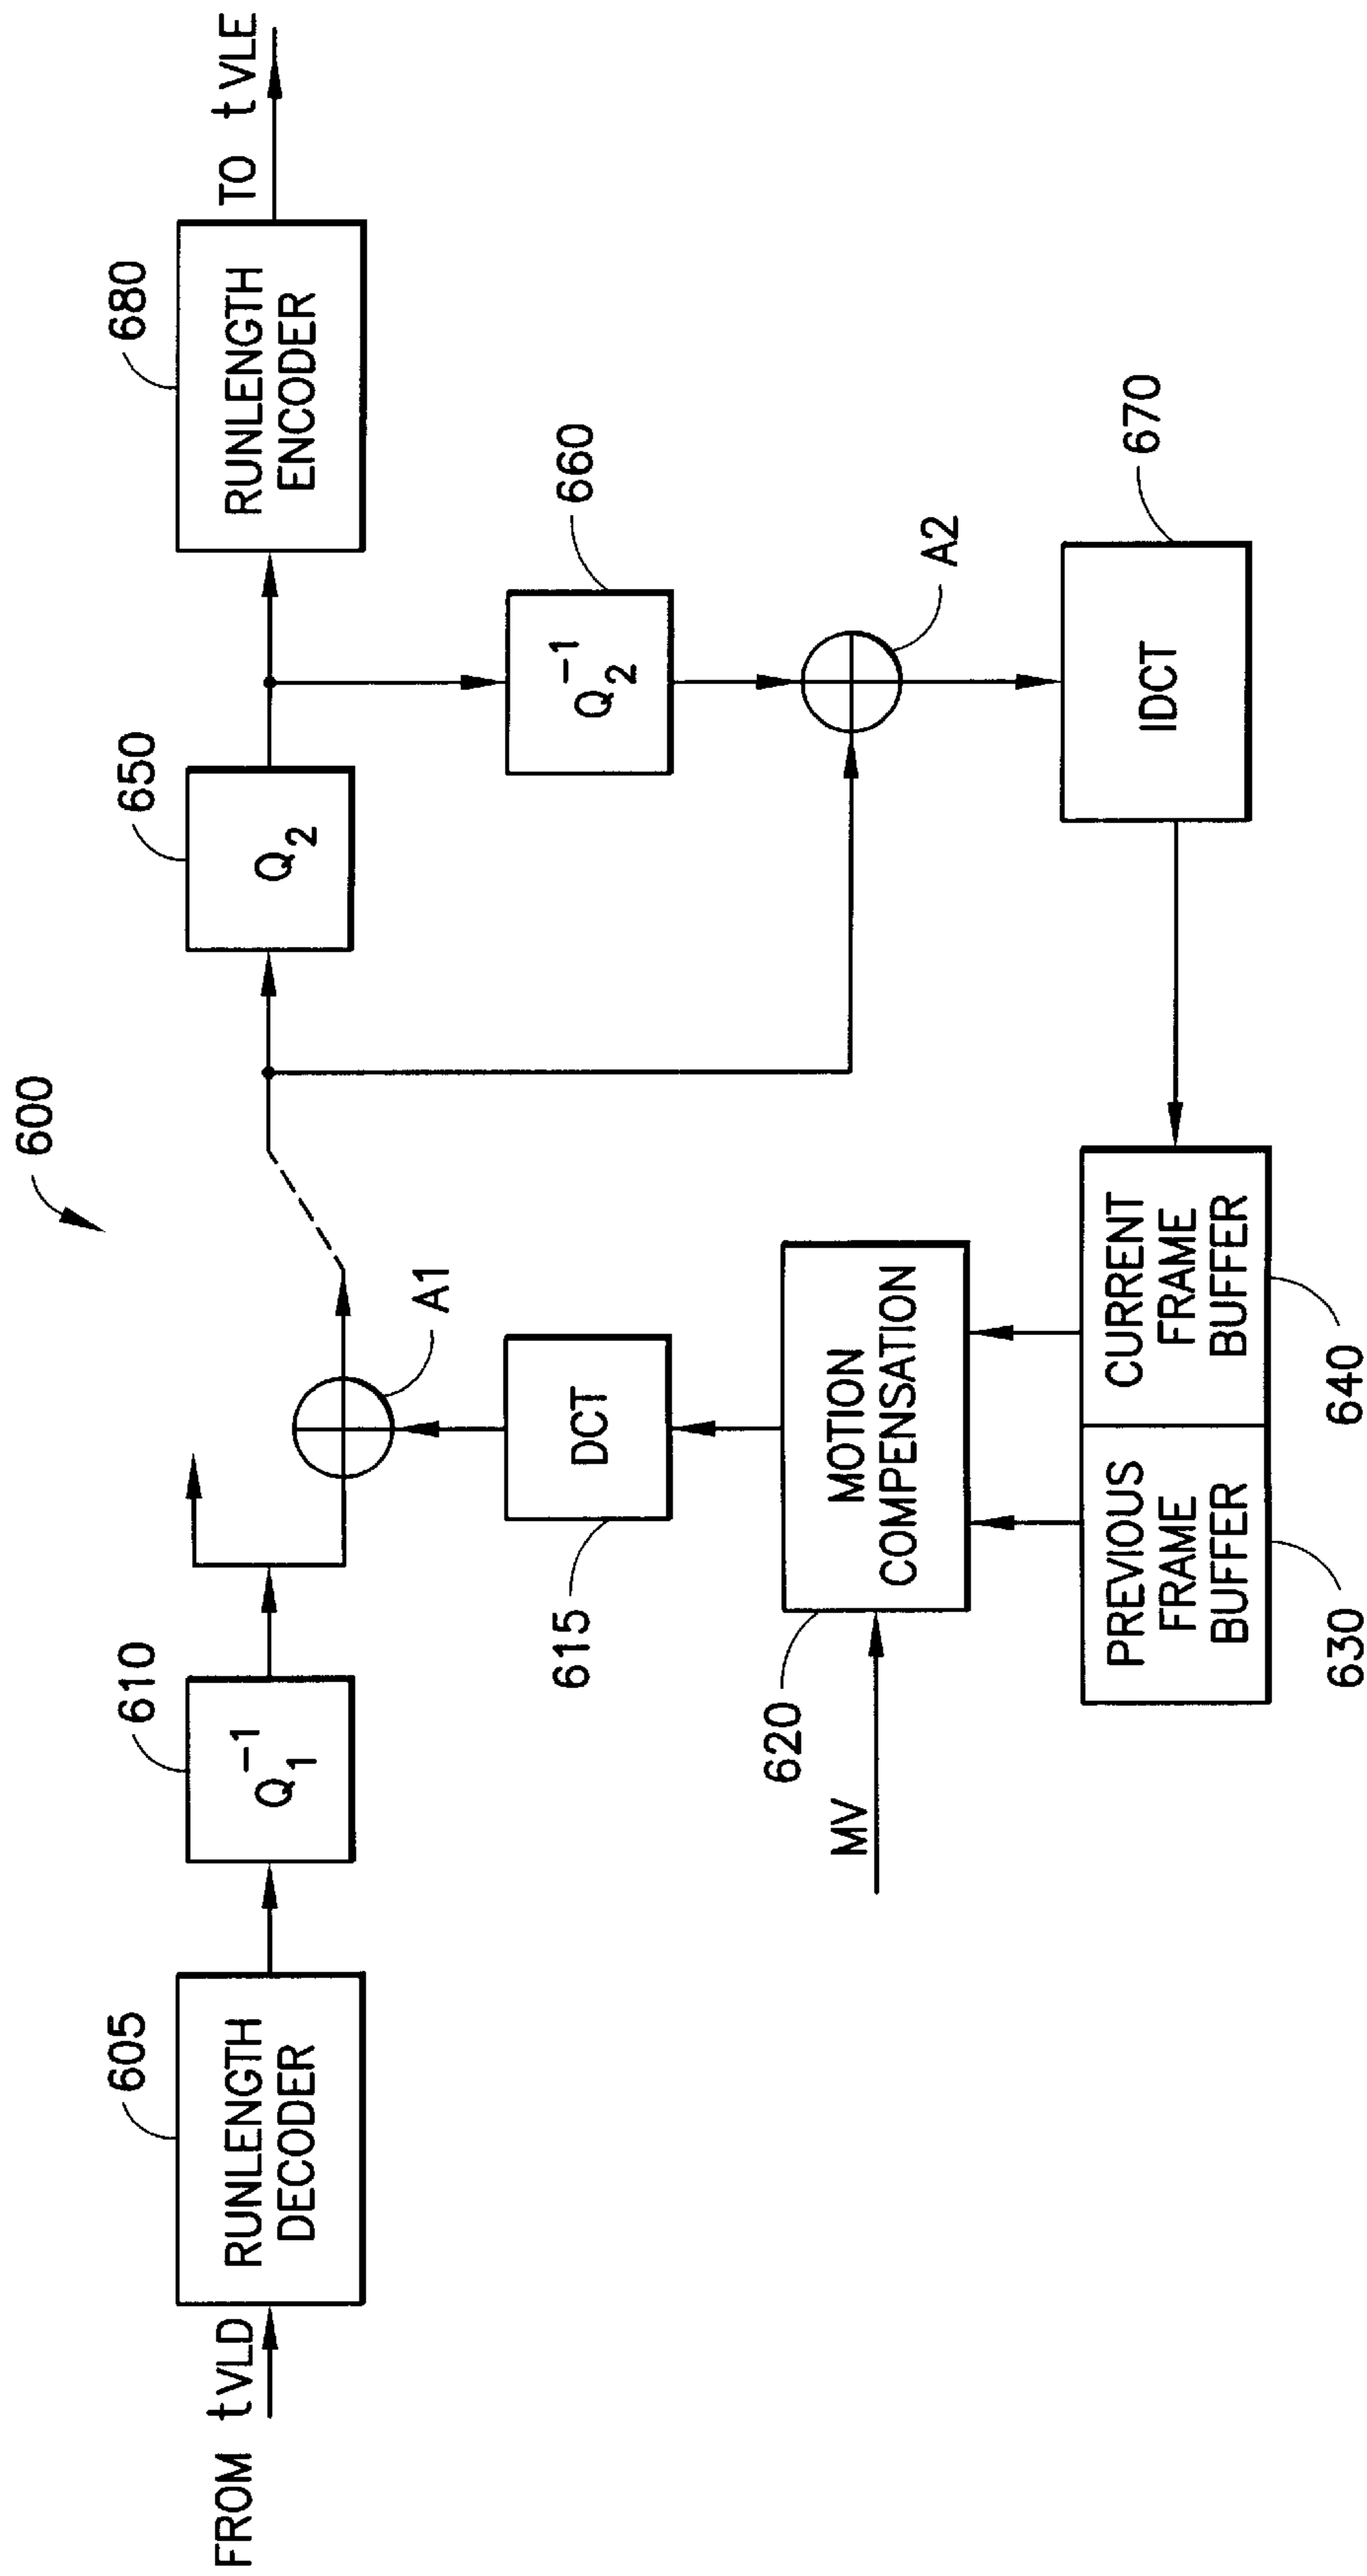 600
FROM tVLD
605
RUNLENGTH
DECODER
610
Q1^-1
A1
650
Q2
680
RUNLENGTH
ENCODER
TO tVLE
615
DCT
660
Q2^-1
A2
MV
620
MOTION
COMPENSATION
670
IDCT
PREVIOUS
FRAME
BUFFER
630
CURRENT
FRAME
BUFFER
640